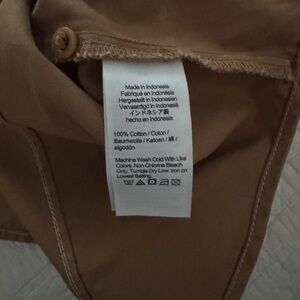 Made in Indonesia
Fabriqué en Indonésie
Hergestellt in Indonesien
Vervaardigd in Indonesië
インドネシア製
hecho en Indonesia
100% Cotton / Coton /
Baumwolle / Katoen / 綿 /
algodón
Machine Wash Cold With Like
Colors. Non-Chlorine Bleach
Only. Tumble Dry Low. Iron on
Lowest Setting.